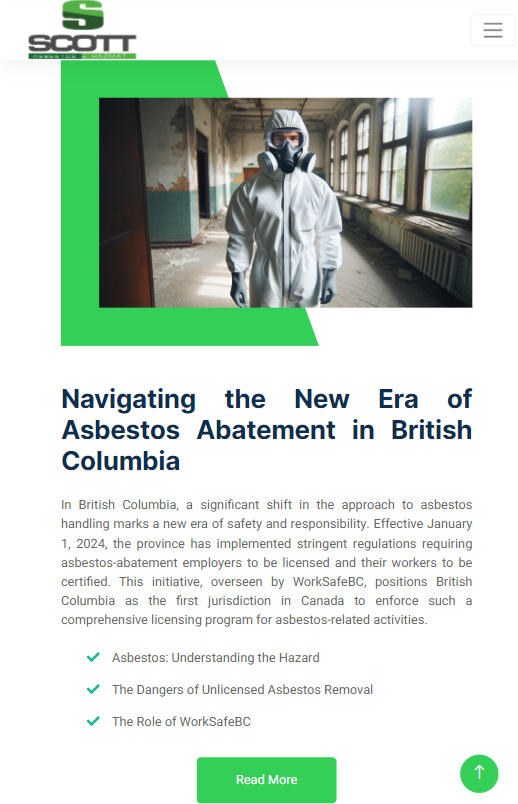 S
SCOTT
ASBESTOS & HAZMAT
Navigating the New Era of
Asbestos Abatement in British
Columbia
In British Columbia, a significant shift in the approach to asbestos
handling marks a new era of safety and responsibility. Effective January
1, 2024, the province has implemented stringent regulations requiring
asbestos-abatement employers to be licensed and their workers to be
certified. This initiative, overseen by WorkSafeBC, positions British
Columbia as the first jurisdiction in Canada to enforce such a
comprehensive licensing program for asbestos-related activities.
Asbestos: Understanding the Hazard
The Dangers of Unlicensed Asbestos Removal
The Role of WorkSafeBC
Read More